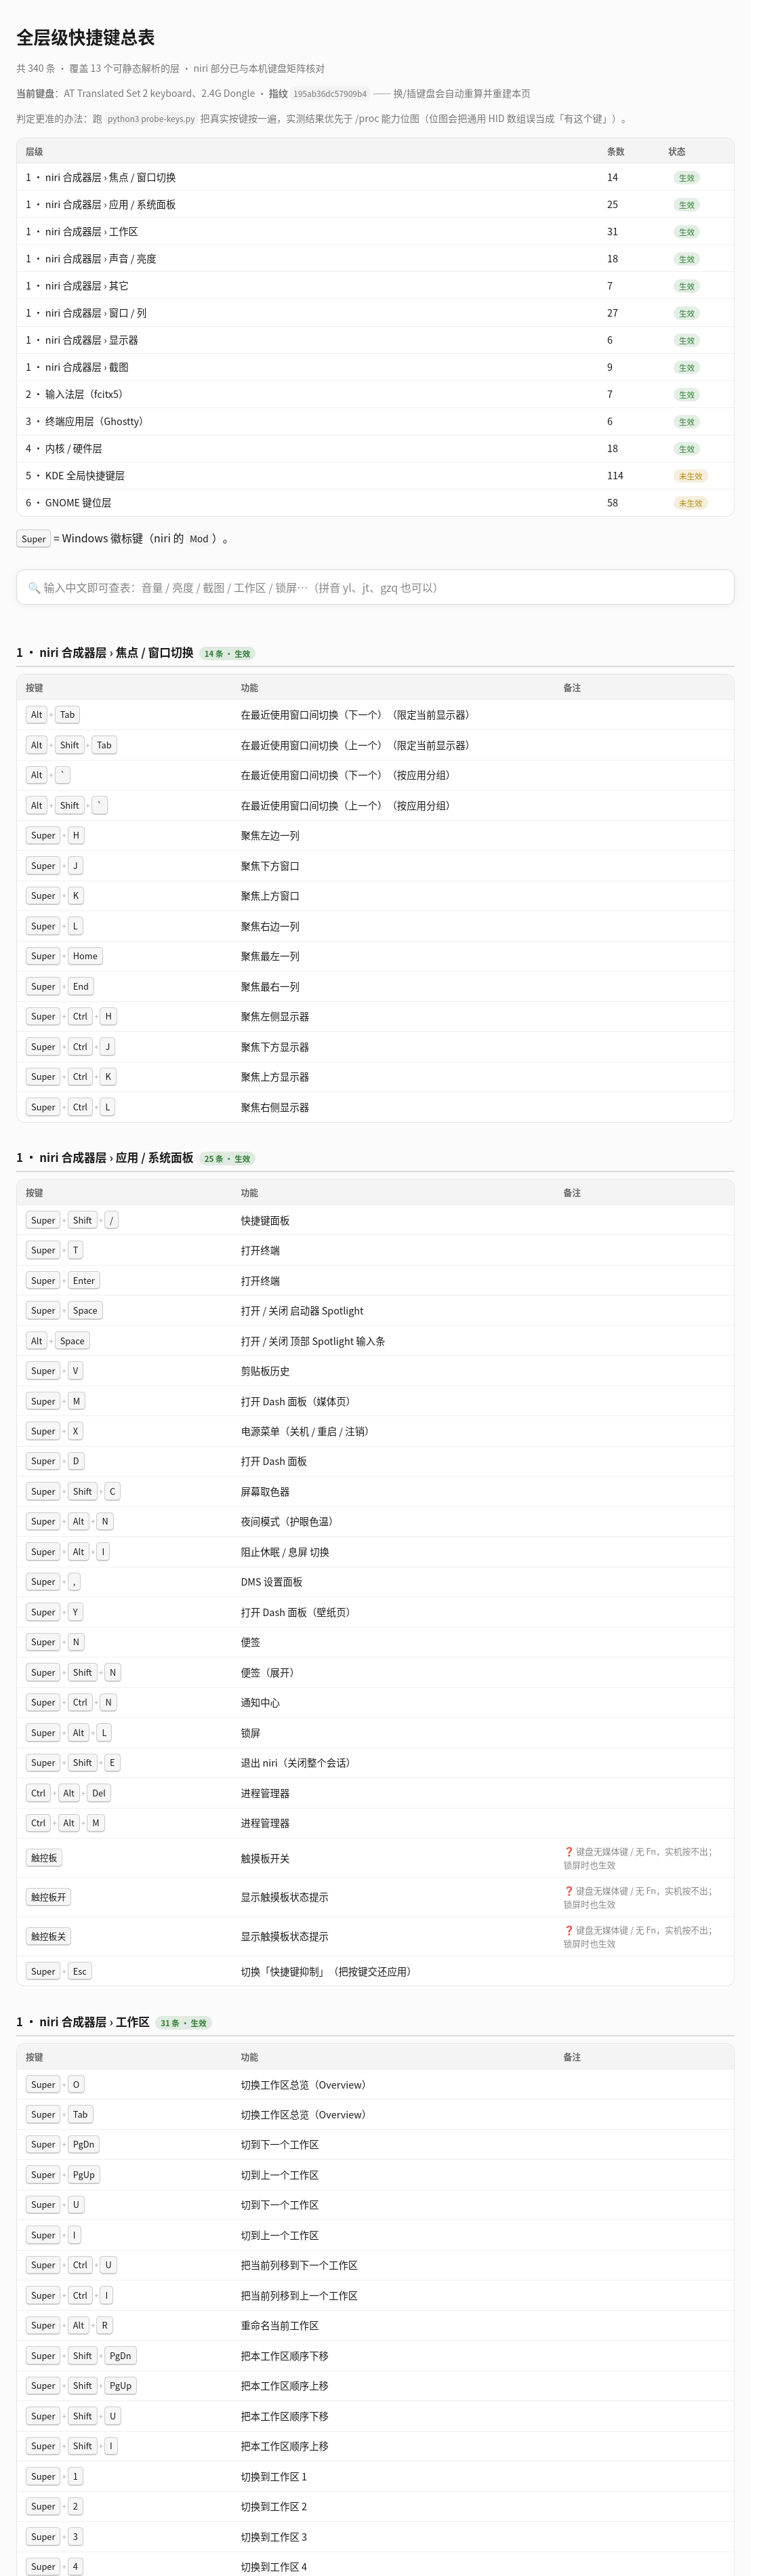 全层级快捷键总表
共 340 条 · 覆盖 13 个可静态解析的层 · niri 部分已与本机键盘矩阵核对
当前键盘：AT Translated Set 2 keyboard、2.4G Dongle · 指纹 195ab36dc57909b4 —— 换/插键盘会自动重算并重建本页
判定更准的办法：跑 python3 probe-keys.py 把真实按键按一遍，实测结果优先于 /proc 能力位图（位图会把通用 HID 数组误当成「有这个键」）。
层级 条数 状态
1 · niri 合成器层 › 焦点 / 窗口切换 14 生效
1 · niri 合成器层 › 应用 / 系统面板 25 生效
1 · niri 合成器层 › 工作区 31 生效
1 · niri 合成器层 › 声音 / 亮度 18 生效
1 · niri 合成器层 › 其它 7 生效
1 · niri 合成器层 › 窗口 / 列 27 生效
1 · niri 合成器层 › 显示器 6 生效
1 · niri 合成器层 › 截图 9 生效
2 · 输入法层（fcitx5） 7 生效
3 · 终端应用层（Ghostty） 6 生效
4 · 内核 / 硬件层 18 生效
5 · KDE 全局快捷键层 114 未生效
6 · GNOME 键位层 58 未生效
Super = Windows 徽标键（niri 的 Mod ）。
🔍 输入中文即可查表：音量 / 亮度 / 截图 / 工作区 / 锁屏…（拼音 yl、jt、gzq 也可以）
1 · niri 合成器层 › 焦点 / 窗口切换 14 条 · 生效
按键 功能 备注
Alt + Tab 在最近使用窗口间切换（下一个）（限定当前显示器）
Alt + Shift + Tab 在最近使用窗口间切换（上一个）（限定当前显示器）
Alt + ` 在最近使用窗口间切换（下一个）（按应用分组）
Alt + Shift + ` 在最近使用窗口间切换（上一个）（按应用分组）
Super + H 聚焦左边一列
Super + J 聚焦下方窗口
Super + K 聚焦上方窗口
Super + L 聚焦右边一列
Super + Home 聚焦最左一列
Super + End 聚焦最右一列
Super + Ctrl + H 聚焦左侧显示器
Super + Ctrl + J 聚焦下方显示器
Super + Ctrl + K 聚焦上方显示器
Super + Ctrl + L 聚焦右侧显示器
1 · niri 合成器层 › 应用 / 系统面板 25 条 · 生效
按键 功能 备注
Super + Shift + / 快捷键面板
Super + T 打开终端
Super + Enter 打开终端
Super + Space 打开 / 关闭 启动器 Spotlight
Alt + Space 打开 / 关闭 顶部 Spotlight 输入条
Super + V 剪贴板历史
Super + M 打开 Dash 面板（媒体页）
Super + X 电源菜单（关机 / 重启 / 注销）
Super + D 打开 Dash 面板
Super + Shift + C 屏幕取色器
Super + Alt + N 夜间模式（护眼色温）
Super + Alt + I 阻止休眠 / 息屏 切换
Super + , DMS 设置面板
Super + Y 打开 Dash 面板（壁纸页）
Super + N 便签
Super + Shift + N 便签（展开）
Super + Ctrl + N 通知中心
Super + Alt + L 锁屏
Super + Shift + E 退出 niri（关闭整个会话）
Ctrl + Alt + Del 进程管理器
Ctrl + Alt + M 进程管理器
触控板 触摸板开关 ❓ 键盘无媒体键 / 无 Fn，实机按不出；
锁屏时也生效
触控板开 显示触摸板状态提示 ❓ 键盘无媒体键 / 无 Fn，实机按不出；
锁屏时也生效
触控板关 显示触摸板状态提示 ❓ 键盘无媒体键 / 无 Fn，实机按不出；
锁屏时也生效
Super + Esc 切换「快捷键抑制」（把按键交还应用）
1 · niri 合成器层 › 工作区 31 条 · 生效
按键 功能 备注
Super + O 切换工作区总览（Overview）
Super + Tab 切换工作区总览（Overview）
Super + PgDn 切到下一个工作区
Super + PgUp 切到上一个工作区
Super + U 切到下一个工作区
Super + I 切到上一个工作区
Super + Ctrl + U 把当前列移到下一个工作区
Super + Ctrl + I 把当前列移到上一个工作区
Super + Alt + R 重命名当前工作区
Super + Shift + PgDn 把本工作区顺序下移
Super + Shift + PgUp 把本工作区顺序上移
Super + Shift + U 把本工作区顺序下移
Super + Shift + I 把本工作区顺序上移
Super + 1 切换到工作区 1
Super + 2 切换到工作区 2
Super + 3 切换到工作区 3
Super + 4 切换到工作区 4